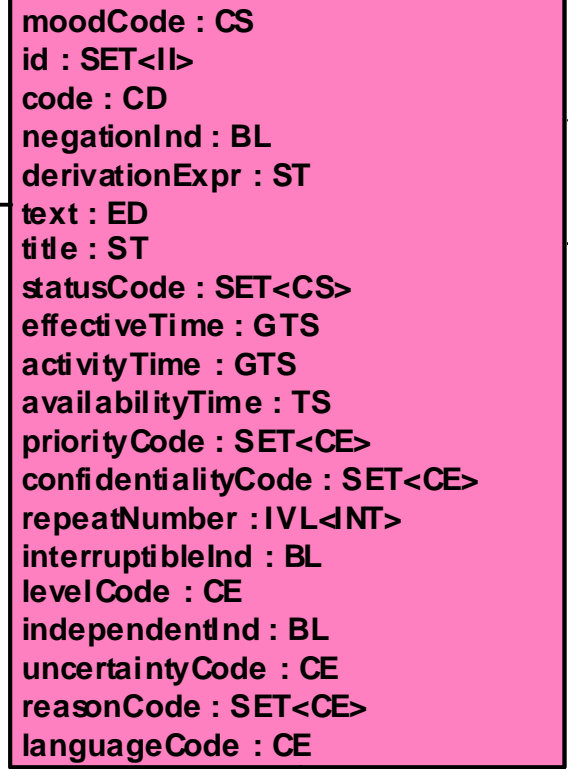 moodCode : CS
id : SET<II>
code : CD
negationInd : BL
derivationExpr : ST
text : ED
title : ST
statusCode : SET<CS>
effectiveTime : GTS
activityTime : GTS
availabilityTime : TS
priorityCode : SET<CE>
confidentialityCode : SET<CE>
repeatNumber : IVL<INT>
interruptibleInd : BL
levelCode : CE
independentInd : BL
uncertaintyCode : CE
reasonCode : SET<CE>
languageCode : CE